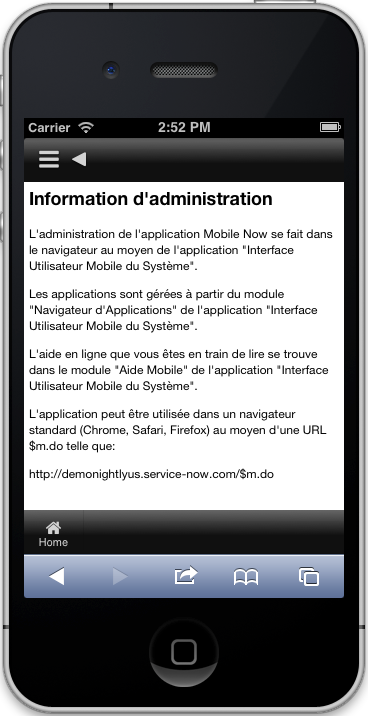 Carrier 2:52 PM
Information d'administration
L'administration de l'application Mobile Now se fait dans
le navigateur au moyen de l'application "Interface
Utilisateur Mobile du Système".
Les applications sont gérées à partir du module
"Navigateur d'Applications" de l'application "Interface
Utilisateur Mobile du Système".
L'aide en ligne que vous êtes en train de lire se trouve
dans le module "Aide Mobile" de l'application "Interface
Utilisateur Mobile du Système".
L'application peut être utilisée dans un navigateur
standard (Chrome, Safari, Firefox) au moyen d'une URL
$m.do telle que:
http://demonightlyus.service-now.com/$m.do
Home